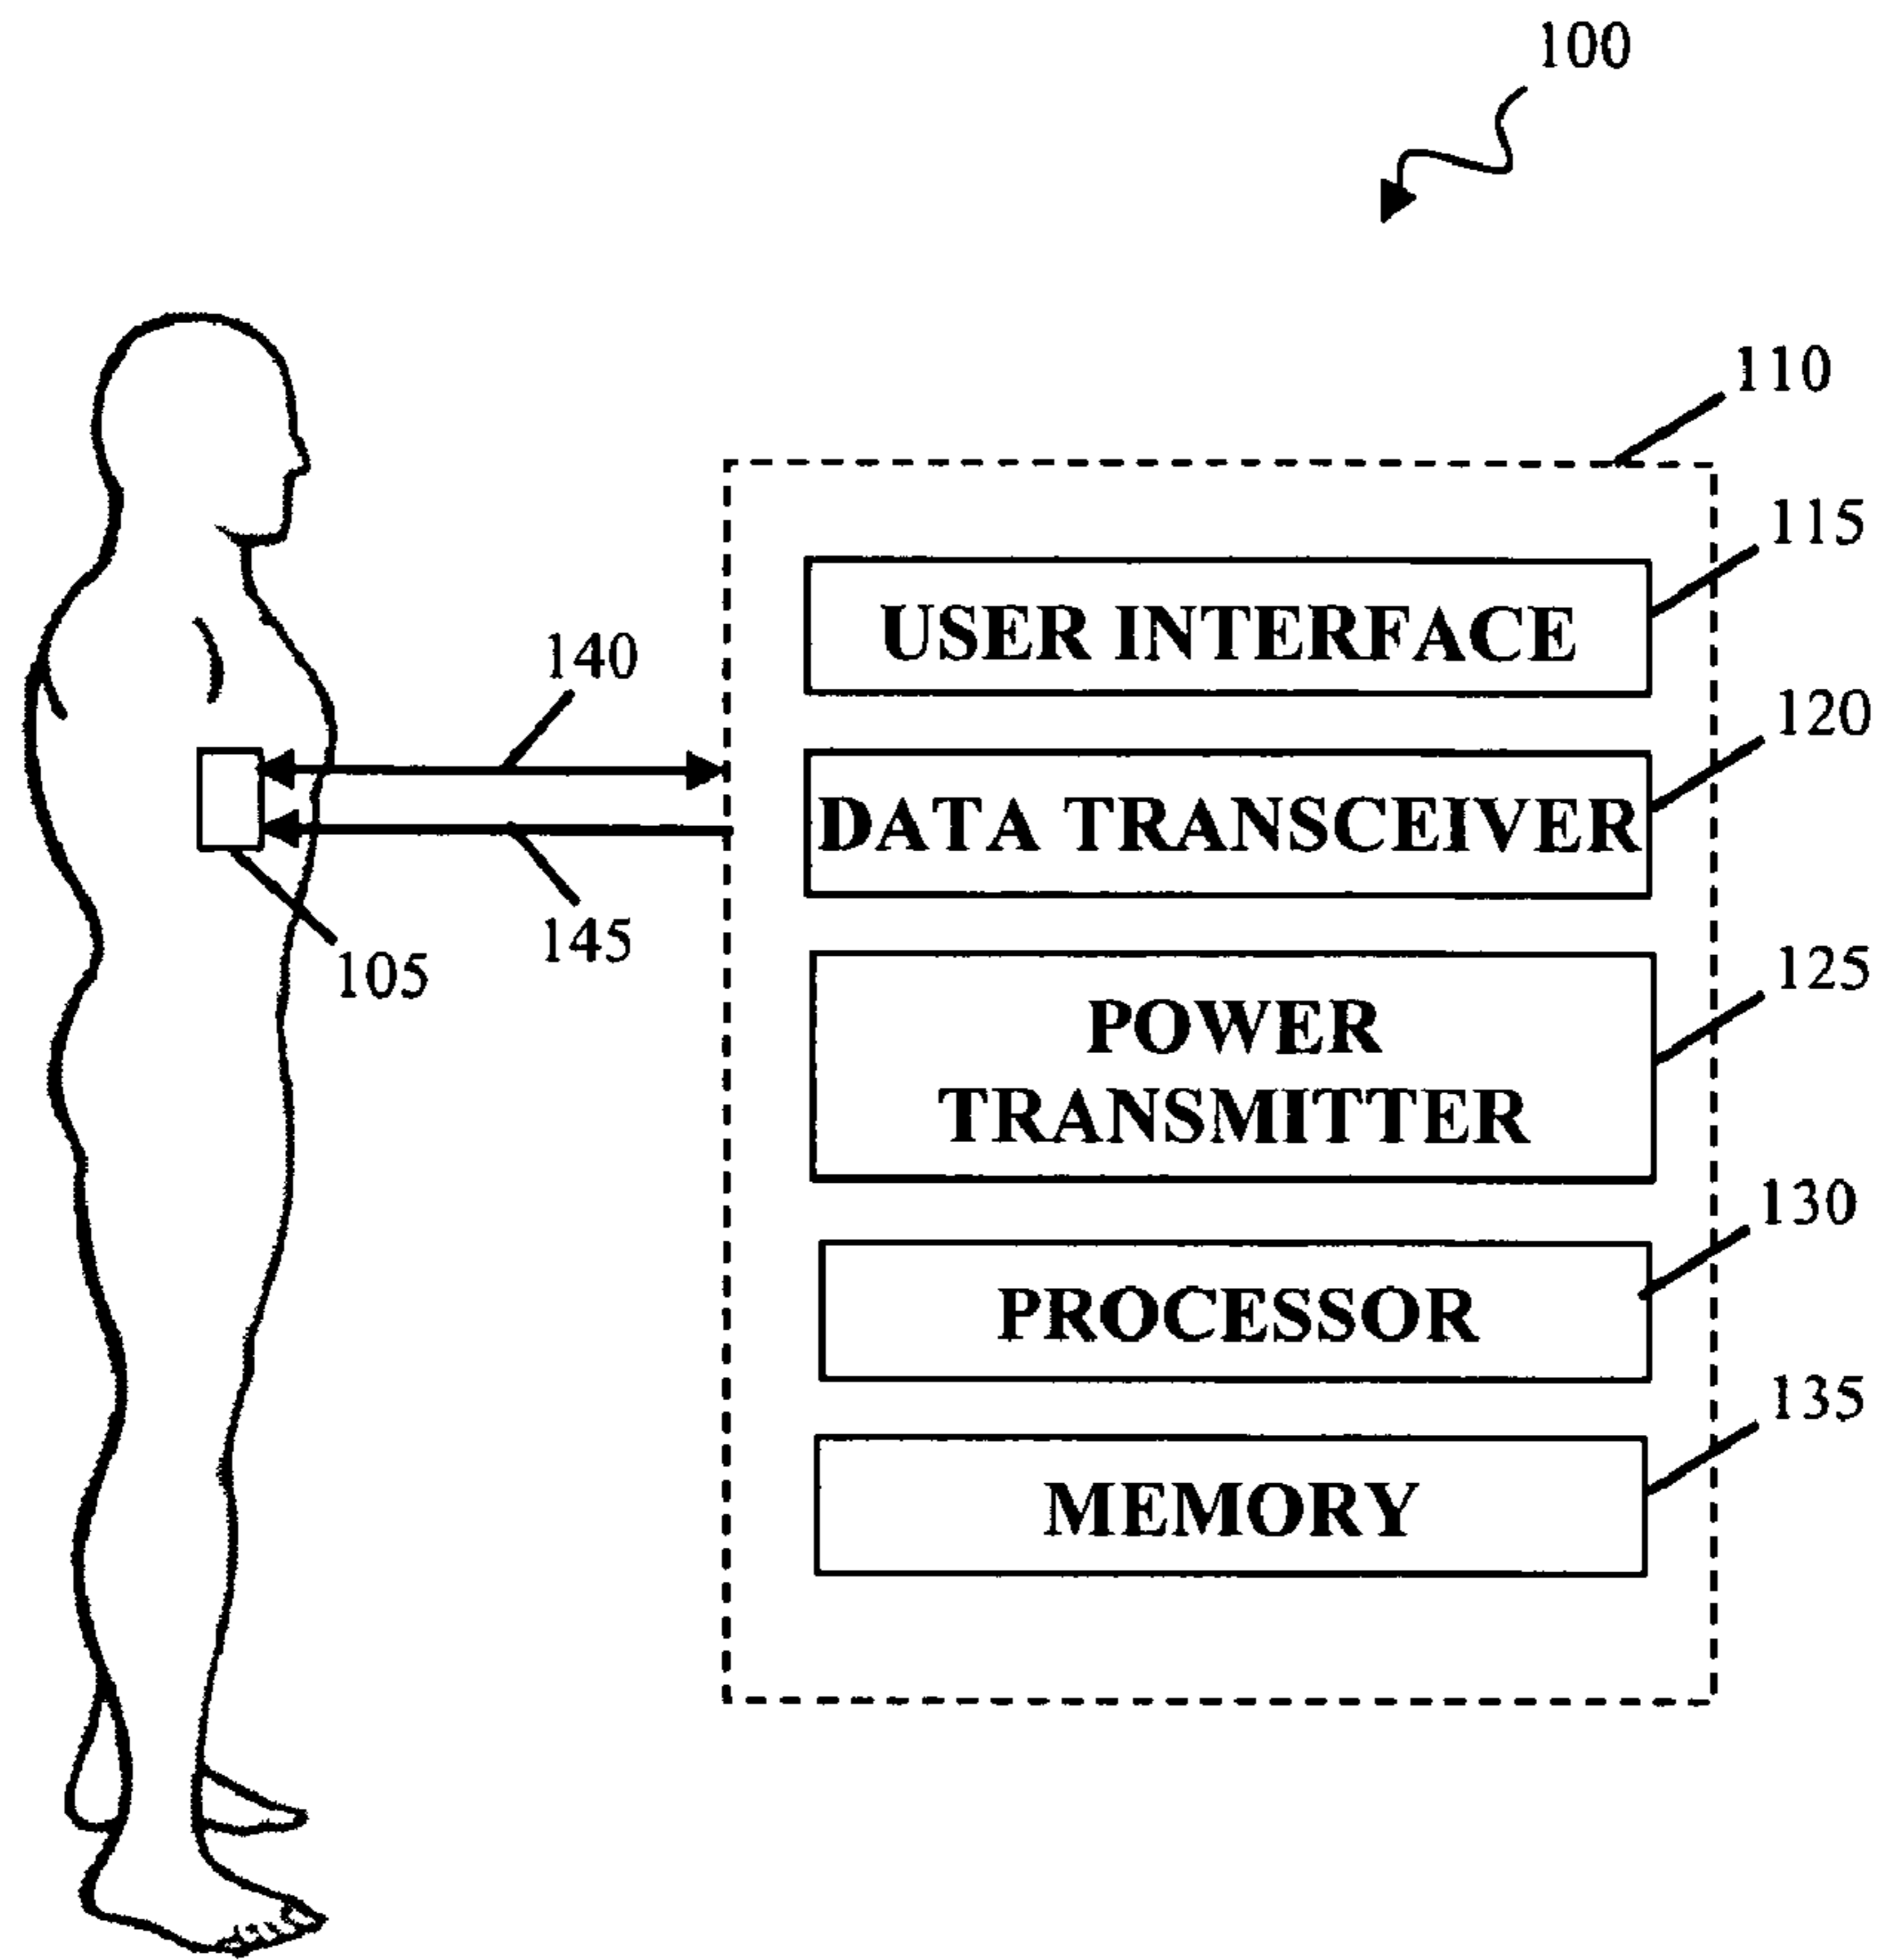 100
110
115
USER INTERFACE
140
120
DATA TRANSCEIVER
145
105
125
POWER
TRANSMITTER
130
PROCESSOR
135
MEMORY